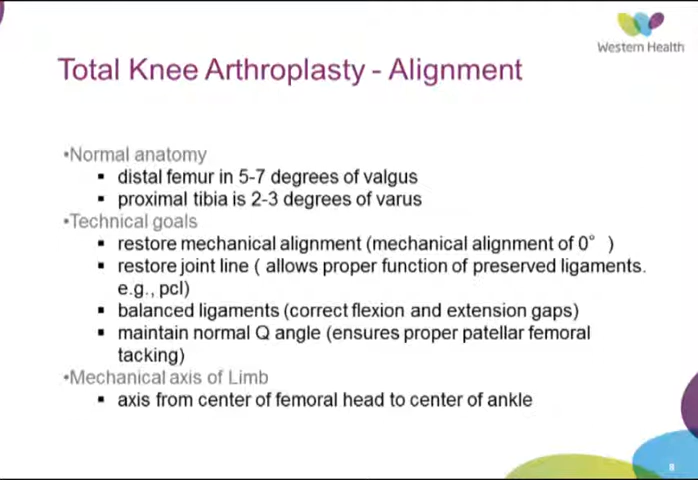 Western Health
Total Knee Arthroplasty - Alignment
•Normal anatomy
▪ distal femur in 5-7 degrees of valgus
▪ proximal tibia is 2-3 degrees of varus
•Technical goals
▪ restore mechanical alignment (mechanical alignment of 0° )
▪ restore joint line ( allows proper function of preserved ligaments.
e.g., pcl)
▪ balanced ligaments (correct flexion and extension gaps)
▪ maintain normal Q angle (ensures proper patellar femoral
tacking)
•Mechanical axis of Limb
▪ axis from center of femoral head to center of ankle
8